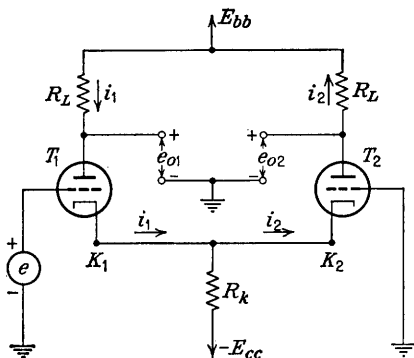 E_bb
R_L i_1 i_2 R_L
+ +
T_1 e_o1 e_o2 T_2
- -
i_1 i_2
+ K_1 K_2
e
- R_k
-E_cc